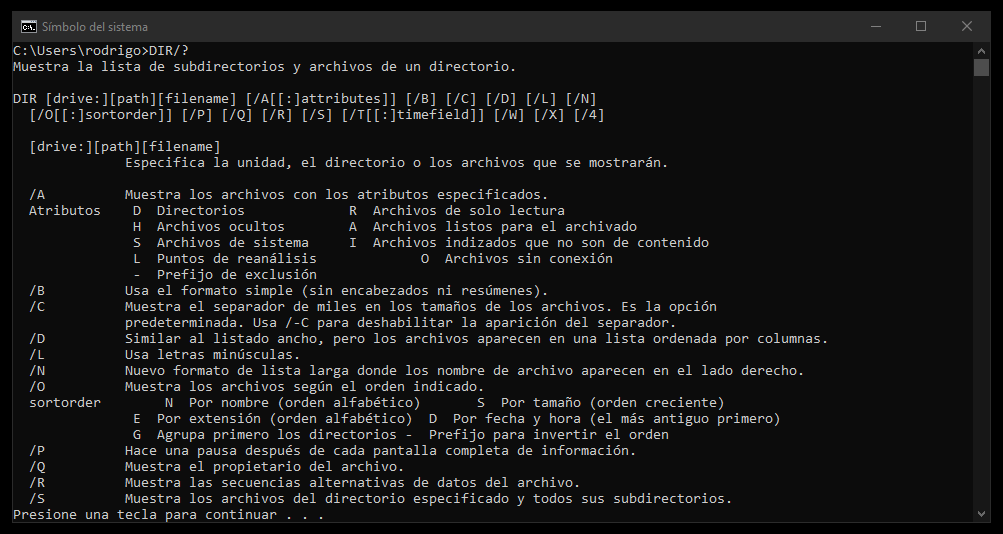 Símbolo del sistema
C:\Users\rodrigo>DIR/?
Muestra la lista de subdirectorios y archivos de un directorio.
DIR [drive:][path][filename] [/A[[:]attributes]] [/B] [/C] [/D] [/L] [/N]
[/O[[:]sortorder]] [/P] [/Q] [/R] [/S] [/T[[:]timefield]] [/W] [/X] [/4]
[drive:][path][filename]
Especifica la unidad, el directorio o los archivos que se mostrarán.
/A Muestra los archivos con los atributos especificados.
Atributos D Directorios R Archivos de solo lectura
H Archivos ocultos A Archivos listos para el archivado
S Archivos de sistema I Archivos indizados que no son de contenido
L Puntos de reanálisis O Archivos sin conexión
- Prefijo de exclusión
/B Usa el formato simple (sin encabezados ni resúmenes).
/C Muestra el separador de miles en los tamaños de los archivos. Es la opción
predeterminada. Usa /-C para deshabilitar la aparición del separador.
/D Similar al listado ancho, pero los archivos aparecen en una lista ordenada por columnas.
/L Usa letras minúsculas.
/N Nuevo formato de lista larga donde los nombre de archivo aparecen en el lado derecho.
/O Muestra los archivos según el orden indicado.
sortorder N Por nombre (orden alfabético) S Por tamaño (orden creciente)
E Por extensión (orden alfabético) D Por fecha y hora (el más antiguo primero)
G Agrupa primero los directorios - Prefijo para invertir el orden
/P Hace una pausa después de cada pantalla completa de información.
/Q Muestra el propietario del archivo.
/R Muestra las secuencias alternativas de datos del archivo.
/S Muestra los archivos del directorio especificado y todos sus subdirectorios.
Presione una tecla para continuar . . .